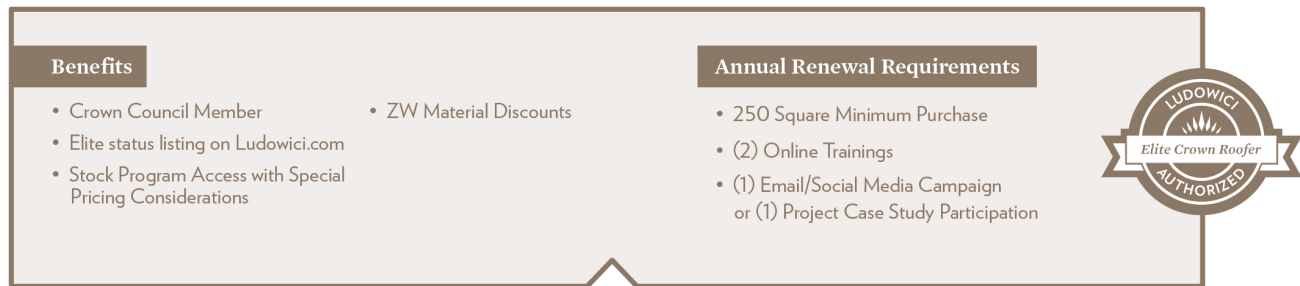 Benefits
• Crown Council Member
• Elite status listing on Ludowici.com
• Stock Program Access with Special
Pricing Considerations
• ZW Material Discounts
Annual Renewal Requirements
• 250 Square Minimum Purchase
• (2) Online Trainings
• (1) Email/Social Media Campaign
or (1) Project Case Study Participation
LUDOWICI
Elite Crown Roofer
AUTHORIZED